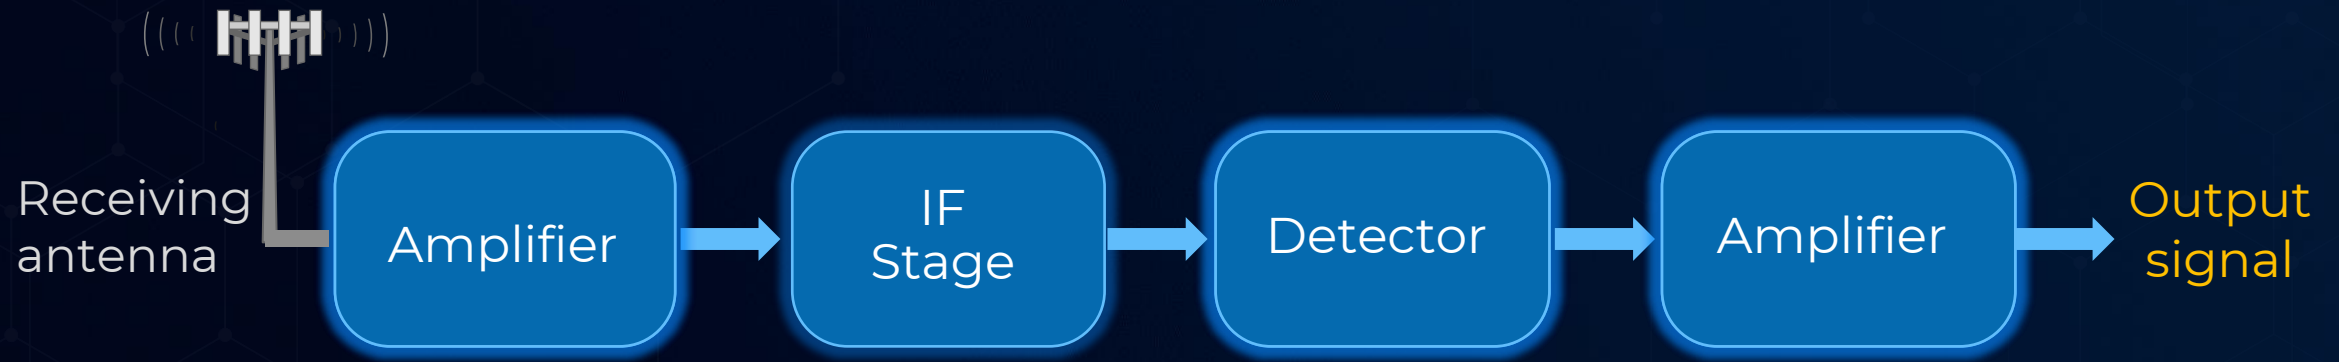 Receiving
antenna
Amplifier
IF
Stage
Detector
Amplifier
Output
signal